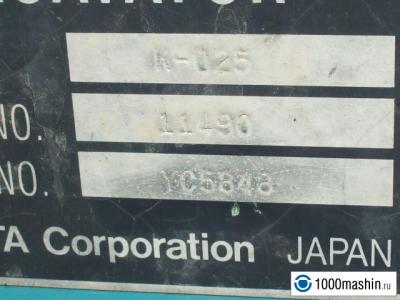 K-025
NO. 11490
NO. YC5848
TA Corporation JAPAN
1000mashin.ru